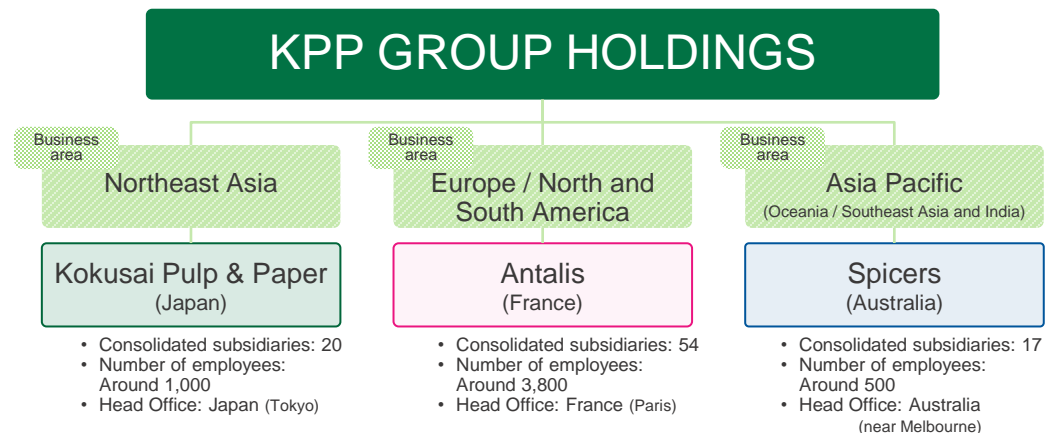 KPP GROUP HOLDINGS
Business
area
Northeast Asia
Kokusai Pulp & Paper
(Japan)
• Consolidated subsidiaries: 20
• Number of employees:
Around 1,000
• Head Office: Japan (Tokyo)
Business
area
Europe / North and
South America
Antalis
(France)
• Consolidated subsidiaries: 54
• Number of employees:
Around 3,800
• Head Office: France (Paris)
Business
area
Asia Pacific
(Oceania / Southeast Asia and India)
Spicers
(Australia)
• Consolidated subsidiaries: 17
• Number of employees:
Around 500
• Head Office: Australia
(near Melbourne)